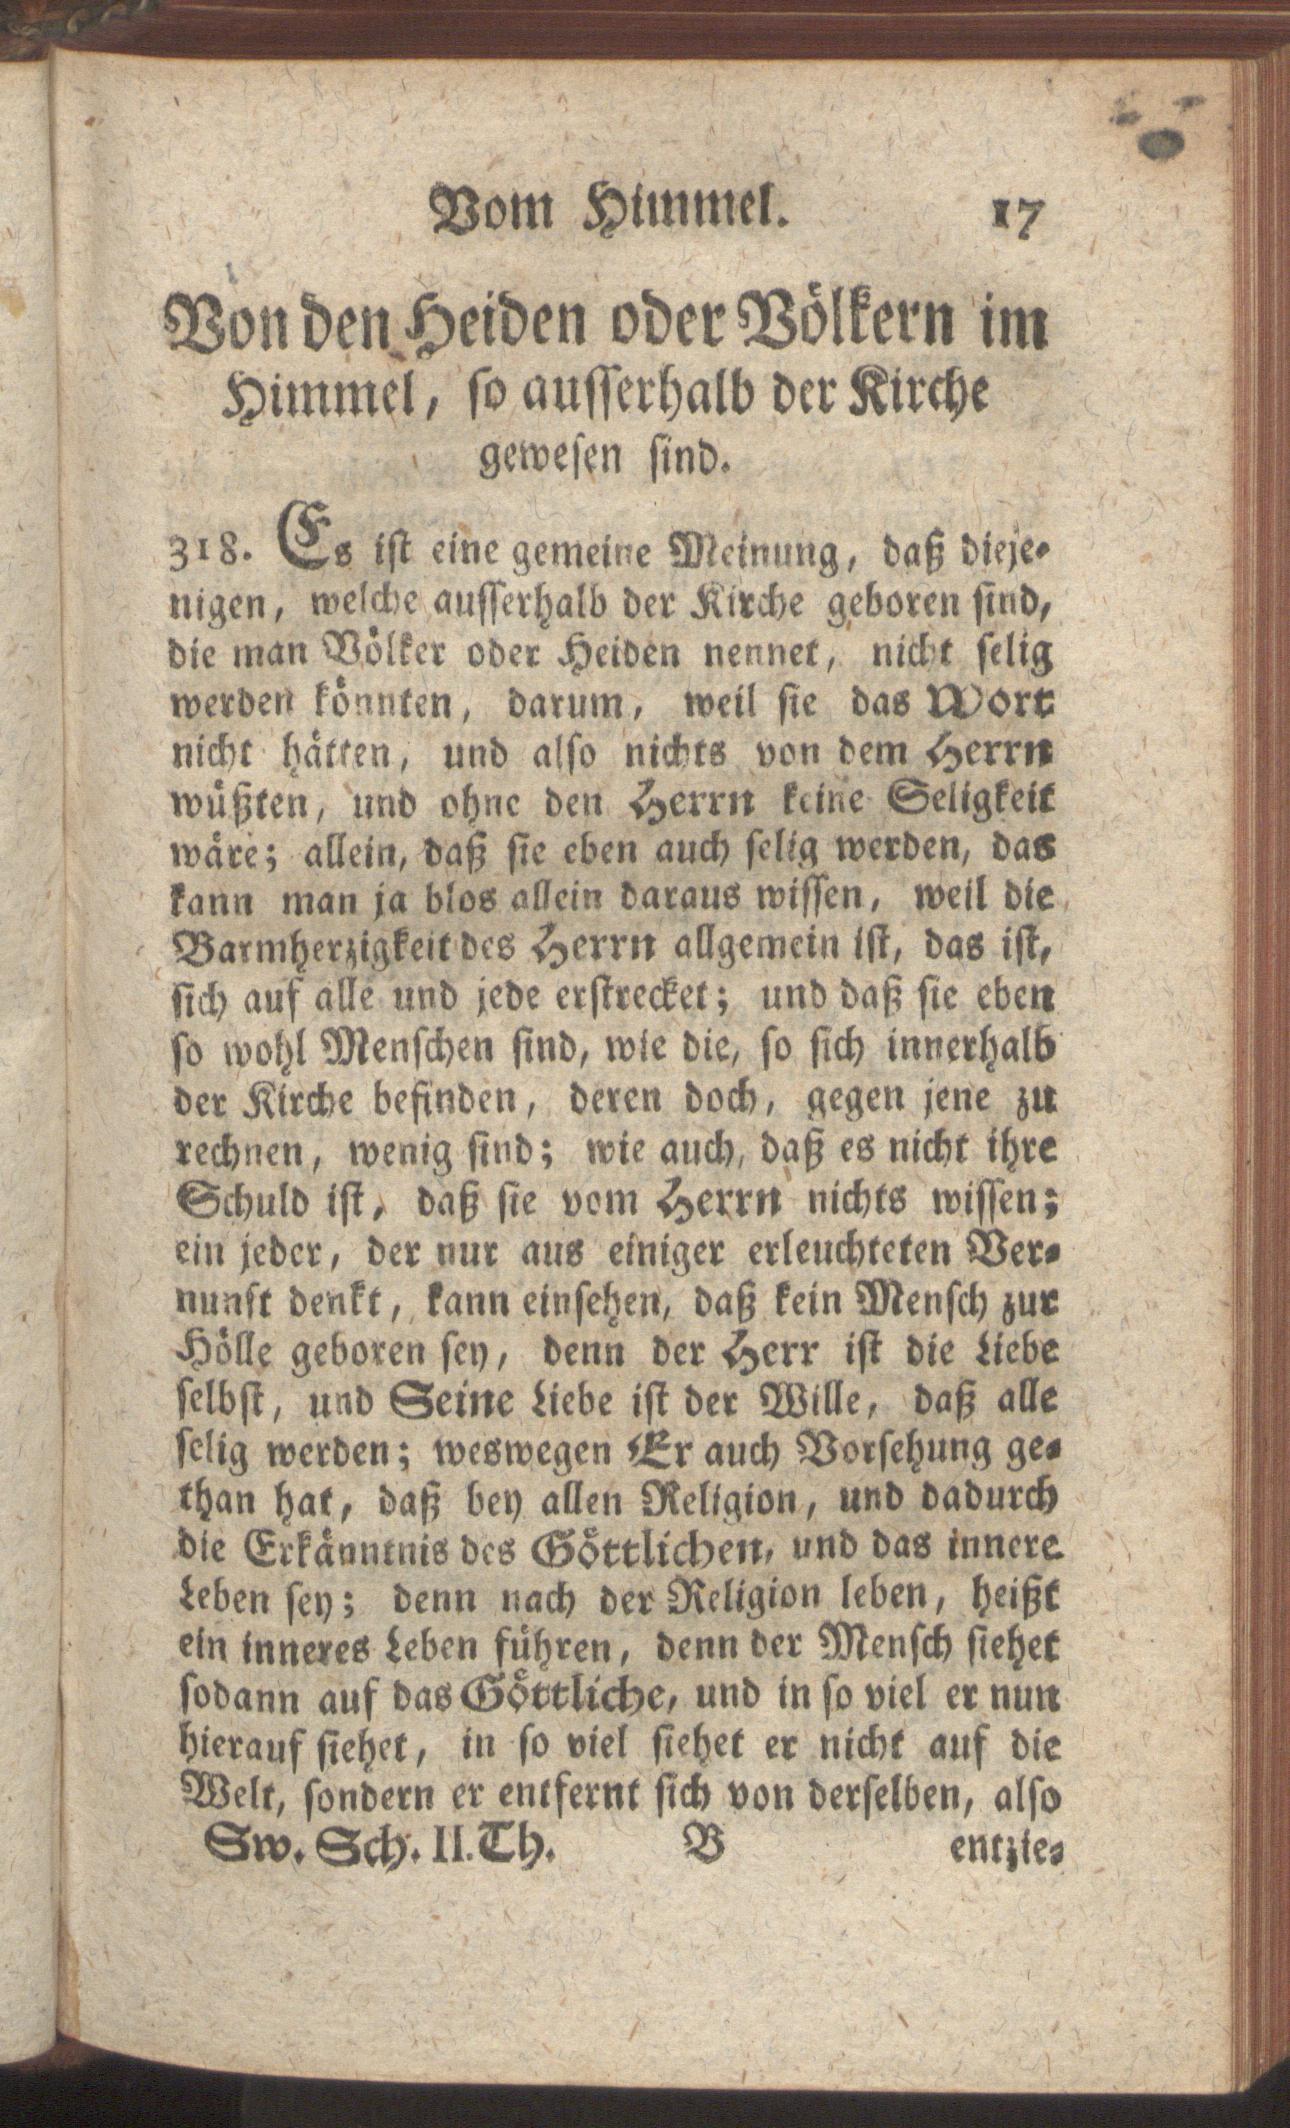 Vom Himmel. 17
Von den Heiden oder Völkern im
Himmel, so ausserhalb der Kirche
gewesen sind.
318. Es ist eine gemeine Meinung, daß dieje-
nigen, welche ausserhalb der Kirche geboren sind,
die man Völker oder Heiden nennet, nicht selig
werden könnten, darum, weil sie das Wort
nicht hätten, und also nichts von dem Herrn
wüßten, und ohne den Herrn keine Seligkeit
wäre; allein, daß sie eben auch selig werden, das
kann man ja blos allein daraus wissen, weil die
Barmherzigkeit des Herrn allgemein ist, das ist,
sich auf alle und jede erstrecket; und daß sie eben
so wohl Menschen sind, wie die, so sich innerhalb
der Kirche befinden, deren doch, gegen jene zu
rechnen, wenig sind; wie auch, daß es nicht ihre
Schuld ist, daß sie vom Herrn nichts wissen;
ein jeder, der nur aus einiger erleuchteten Ver-
nunft denkt, kann einsehen, daß kein Mensch zur
Hölle geboren sey, denn der Herr ist die Liebe
selbst, und Seine Liebe ist der Wille, daß alle
selig werden; weswegen Er auch Vorsehung ge-
than hat, daß bey allen Religion, und dadurch
die Erkänntnis des Göttlichen, und das innere
Leben sey; denn nach der Religion leben, heißt
ein inneres Leben führen, denn der Mensch siehet
sodann auf das Göttliche, und in so viel er nun
hierauf siehet, in so viel siehet er nicht auf die
Welt, sondern er entfernt sich von derselben, also
Sw. Sch. II. Th. B entzie-